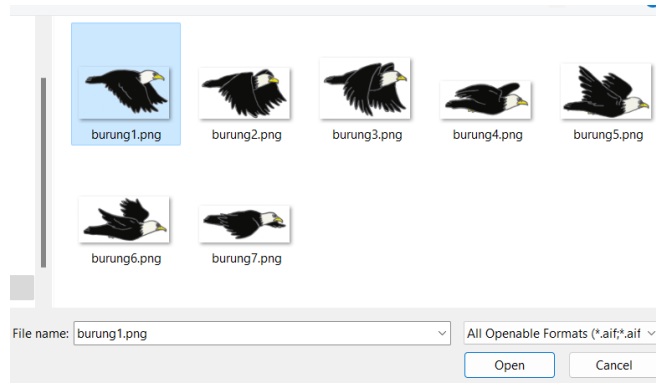 burung1.png burung2.png burung3.png burung4.png burung5.png
burung6.png burung7.png
File name: burung1.png All Openable Formats (*.aif;*.aif
Open Cancel